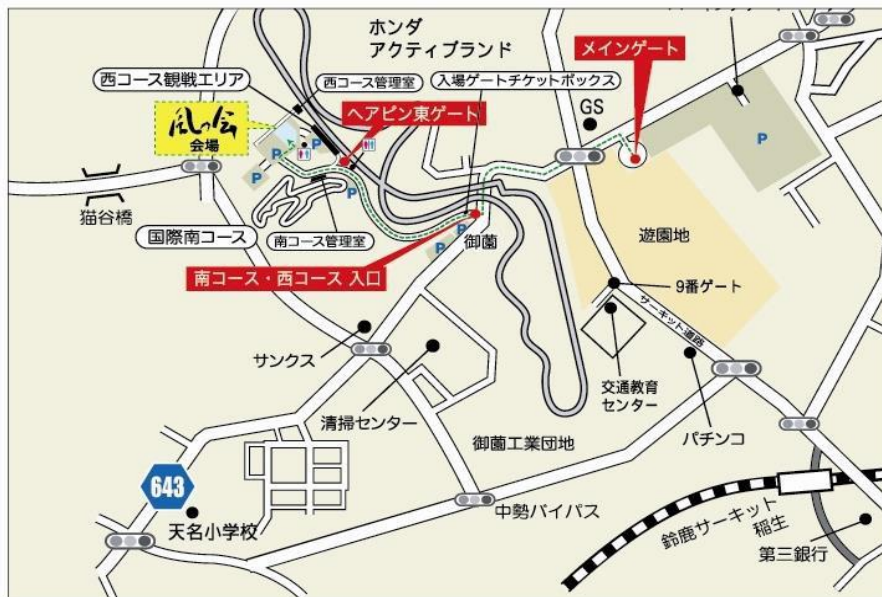 ホンダ
アクティブランド
メインゲート
西コース観戦エリア
西コース管理室
入場ゲートチケットボックス
GS
ヘアピン東ゲート
風の会
会場
P
P
P
P
P
P
P
猫谷橋
国際南コース
南コース管理室
御薗
遊園地
南コース・西コース 入口
9番ゲート
サーキット道路
サンクス
交通教育
センター
清掃センター
パチンコ
御薗工業団地
643
天名小学校
中勢バイパス
鈴鹿サーキット
稲生
第三銀行